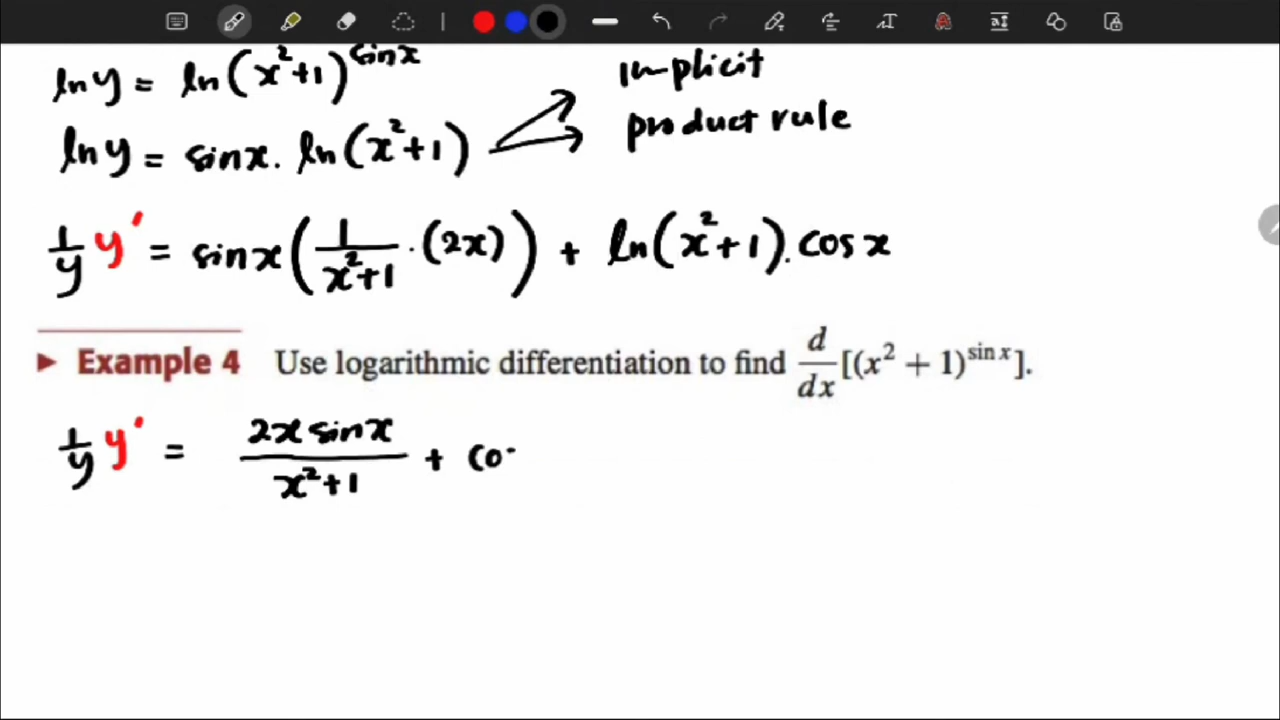 ln y = ln(x²+1)^sin x
implicit
ln y = sin x . ln(x²+1)
product rule
1/y y' = sin x (1/(x²+1) · (2x)) + ln(x²+1) . cos x
► Example 4 Use logarithmic differentiation to find d/dx [(x² + 1)^sin x].
1/y y' = 2x sin x/(x²+1) + co